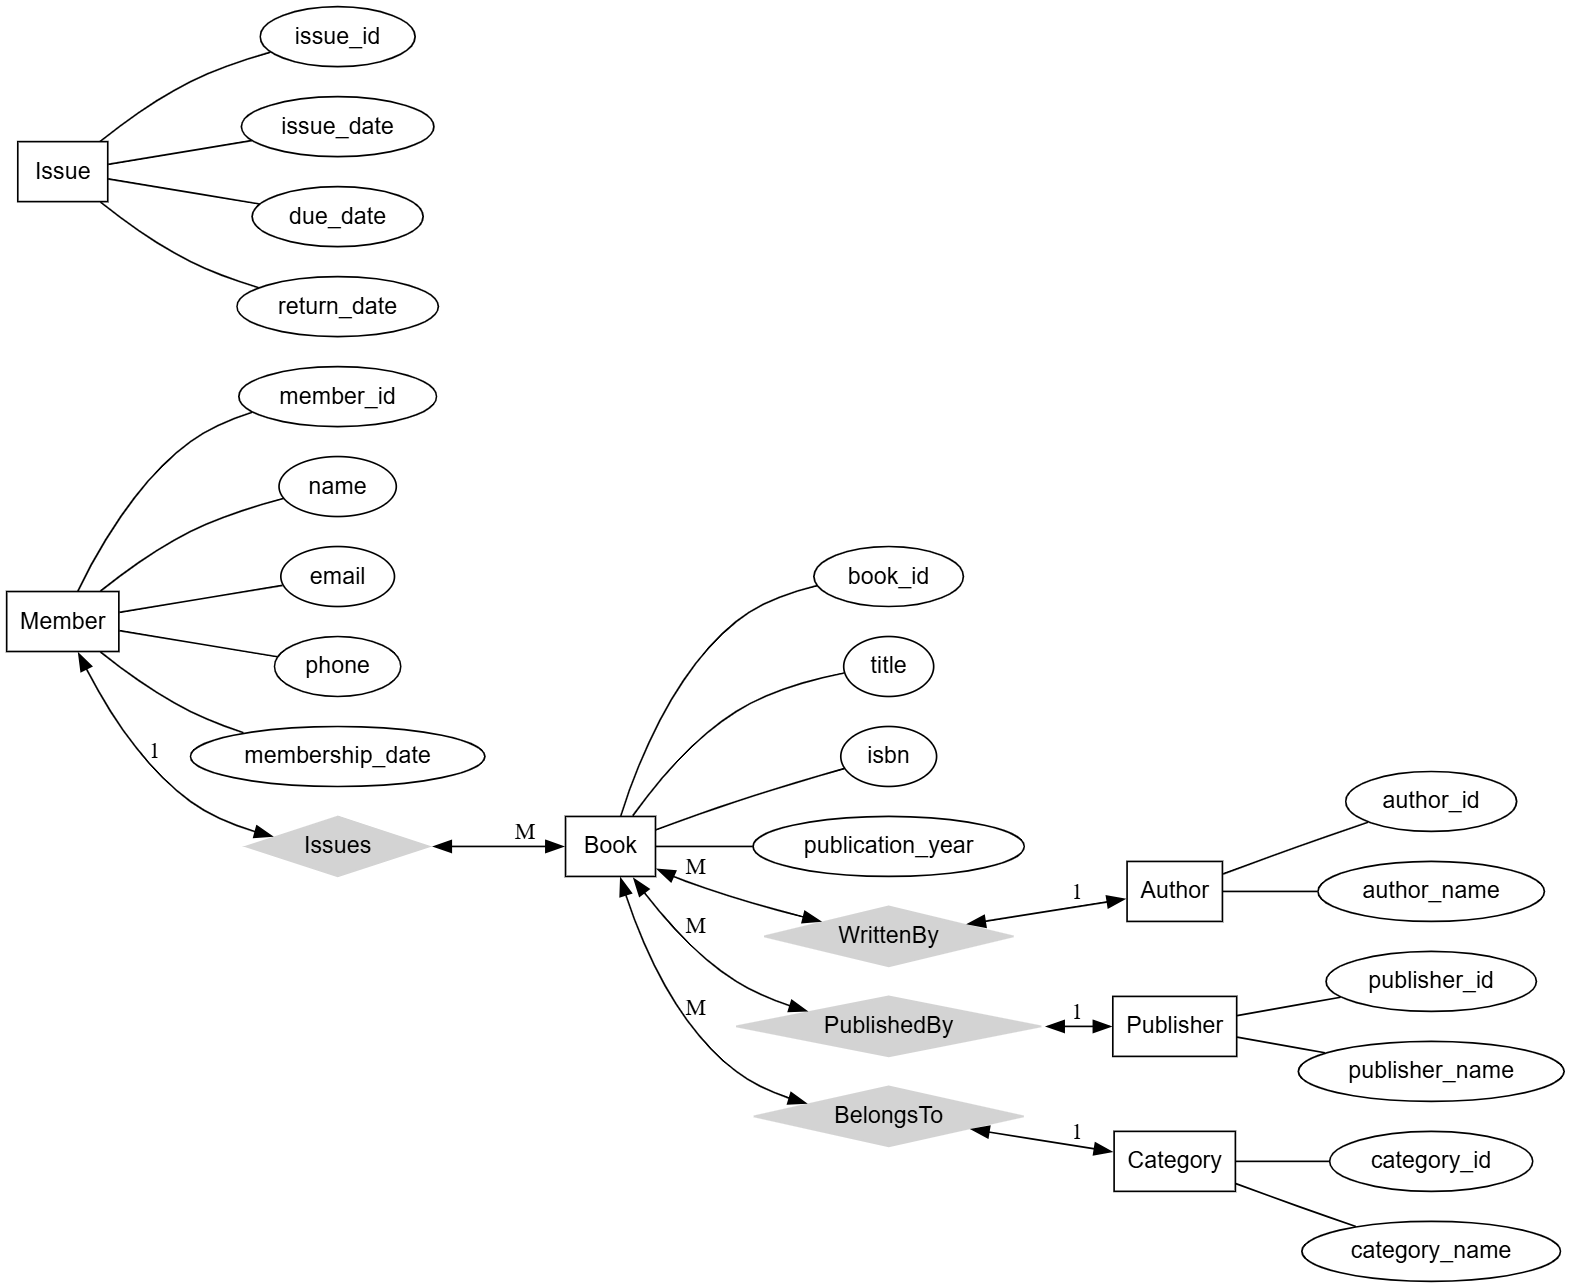 issue_id
issue_date
Issue
due_date
return_date
member_id
name
email
Member
phone
membership_date
1
Issues
M
Book
book_id
title
isbn
publication_year
M
WrittenBy
1
Author
author_id
author_name
M
PublishedBy
1
Publisher
publisher_id
publisher_name
M
BelongsTo
1
Category
category_id
category_name